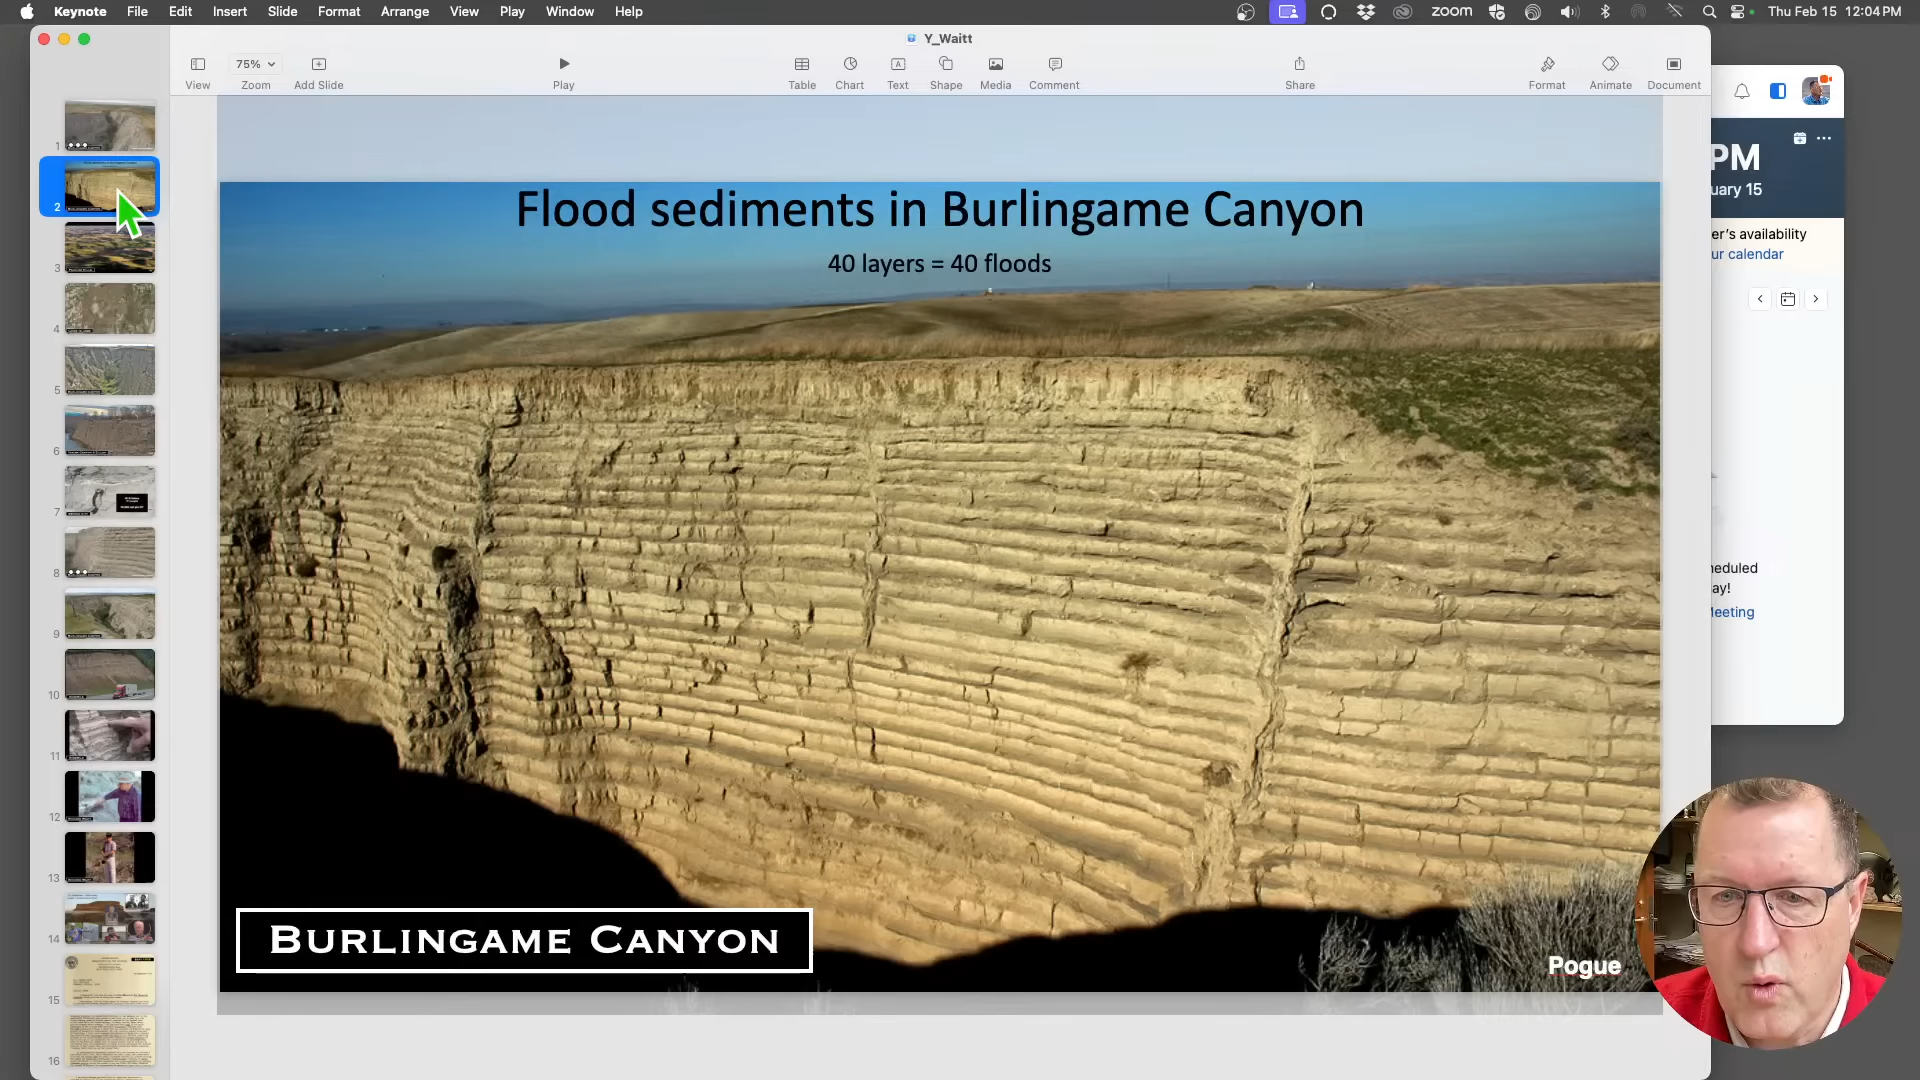 Keynote File Edit Insert Slide Format Arrange View Play Window Help
zoom
Thu Feb 15 12:04 PM
Y_Waitt
75%
View Zoom Add Slide Play Table Chart Text Shape Media Comment Share Format Animate Document
1
2
3
4
5
6
7
8
9
10
11
12
13
14
15
16
Flood sediments in Burlingame Canyon
40 layers = 40 floods
BURLINGAME CANYON
Pogue
PM
uary 15
er's availability
ur calendar
heduled
ay!
Meeting